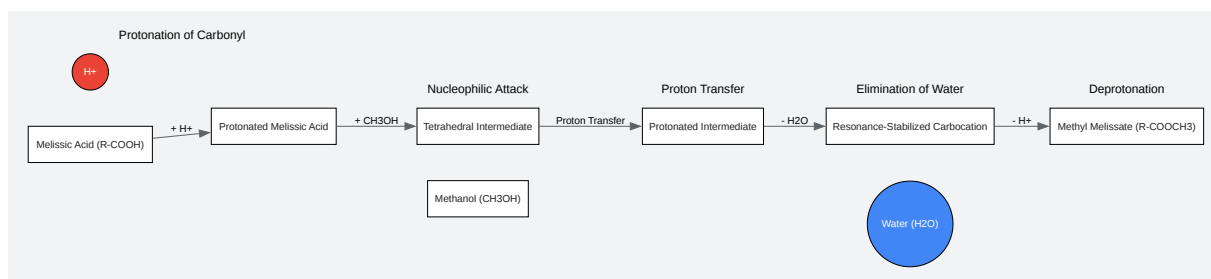 Protonation of Carbonyl
H+
Nucleophilic Attack
Proton Transfer
Elimination of Water
Deprotonation
Melissic Acid (R-COOH)
+ H+
Protonated Melissic Acid
+ CH3OH
Tetrahedral Intermediate
Proton Transfer
Protonated Intermediate
- H2O
Resonance-Stabilized Carbocation
- H+
Methyl Melissate (R-COOCH3)
Methanol (CH3OH)
Water (H2O)